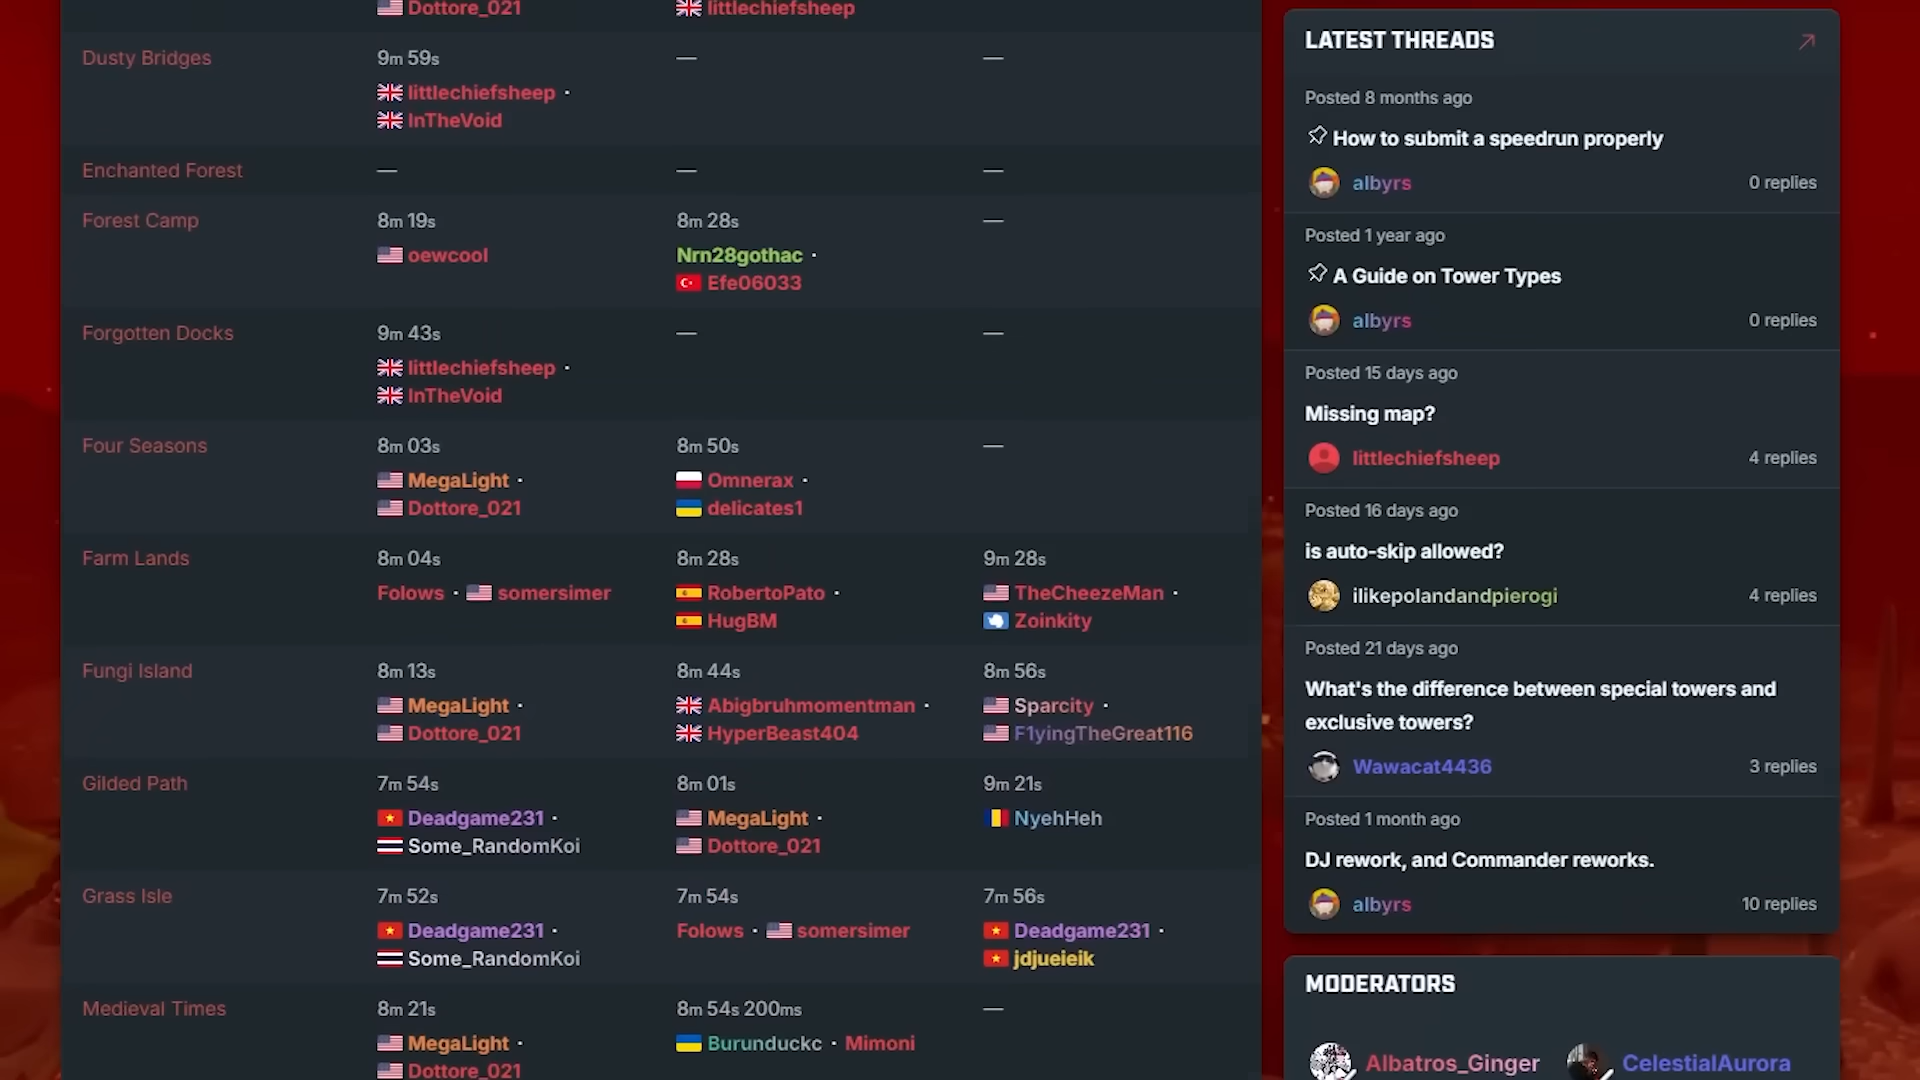 Dottore_021 littlechiefsheep
Dusty Bridges 9m 59s — —
littlechiefsheep ·
InTheVoid
Enchanted Forest — — —
Forest Camp 8m 19s 8m 28s —
oewcool Nrn28gothac ·
Efe06033
Forgotten Docks 9m 43s — —
littlechiefsheep ·
InTheVoid
Four Seasons 8m 03s 8m 50s —
MegaLight · Omnerax ·
Dottore_021 delicates1
Farm Lands 8m 04s 8m 28s 9m 28s
Folows · somersimer RobertoPato · TheCheezeMan ·
HugBM Zoinkity
Fungi Island 8m 13s 8m 44s 8m 56s
MegaLight · Abigbruhmomentman · Sparcity ·
Dottore_021 HyperBeast404 F1yingTheGreat116
Gilded Path 7m 54s 8m 01s 9m 21s
Deadgame231 · MegaLight · NyehHeh
Some_RandomKoi Dottore_021
Grass Isle 7m 52s 7m 54s 7m 56s
Deadgame231 · Folows · somersimer Deadgame231 ·
Some_RandomKoi jdjueieik
Medieval Times 8m 21s 8m 54s 200ms —
MegaLight · Burunduckc · Mimoni
Dottore_021
LATEST THREADS
Posted 8 months ago
How to submit a speedrun properly
albyrs 0 replies
Posted 1 year ago
A Guide on Tower Types
albyrs 0 replies
Posted 15 days ago
Missing map?
littlechiefsheep 4 replies
Posted 16 days ago
is auto-skip allowed?
ilikepolandandpierogi 4 replies
Posted 21 days ago
What's the difference between special towers and
exclusive towers?
Wawacat4436 3 replies
Posted 1 month ago
DJ rework, and Commander reworks.
albyrs 10 replies
MODERATORS
Albatros_Ginger CelestialAurora